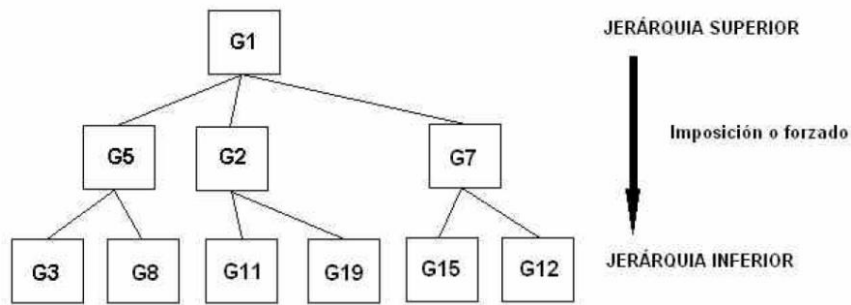 G1
JERÁRQUIA SUPERIOR
Imposición o forzado
G5 G2 G7
G3 G8 G11 G19 G15 G12
JERÁRQUIA INFERIOR